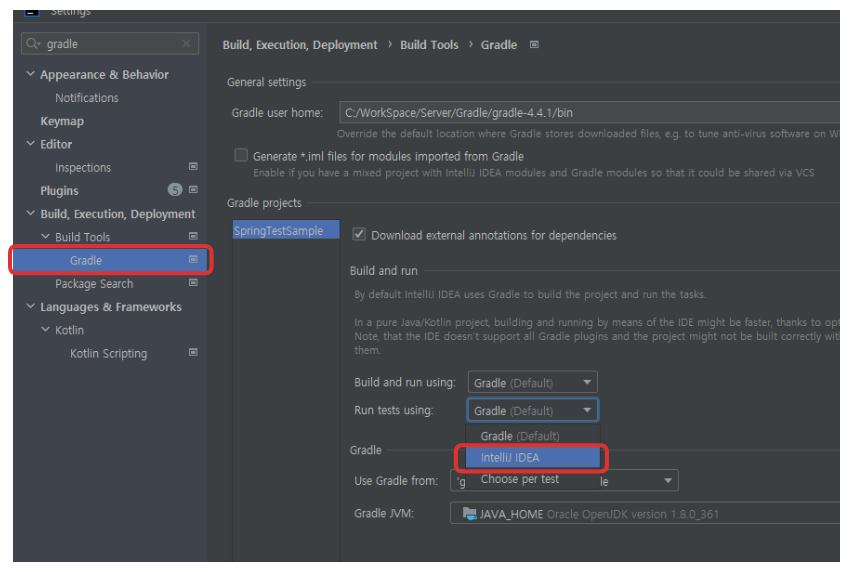 Settings
gradle
Appearance & Behavior
Notifications
Keymap
Editor
Inspections
Plugins
5
Build, Execution, Deployment
Build Tools
Gradle
Package Search
Languages & Frameworks
Kotlin
Kotlin Scripting
Build, Execution, Deployment › Build Tools › Gradle
General settings
Gradle user home: C:/WorkSpace/Server/Gradle/gradle-4.4.1/bin
Override the default location where Gradle stores downloaded files, e.g. to tune anti-virus software on
Generate *.iml files for modules imported from Gradle
Enable if you have a mixed project with IntelliJ IDEA modules and Gradle modules so that it could be shared via VCS
Gradle projects
SpringTestSample
Download external annotations for dependencies
Build and run
By default IntelliJ IDEA uses Gradle to build the project and run the tasks.
In a pure Java/Kotlin project, building and running by means of the IDE might be faster, thanks to
Note, that the IDE doesn't support all Gradle plugins and the project might not be built correctly
them.
Build and run using: Gradle (Default)
Run tests using: Gradle (Default)
Gradle (Default)
IntelliJ IDEA
Choose per test
Gradle
Use Gradle from:
Gradle JVM: JAVA_HOME Oracle OpenJDK version 1.8.0_361